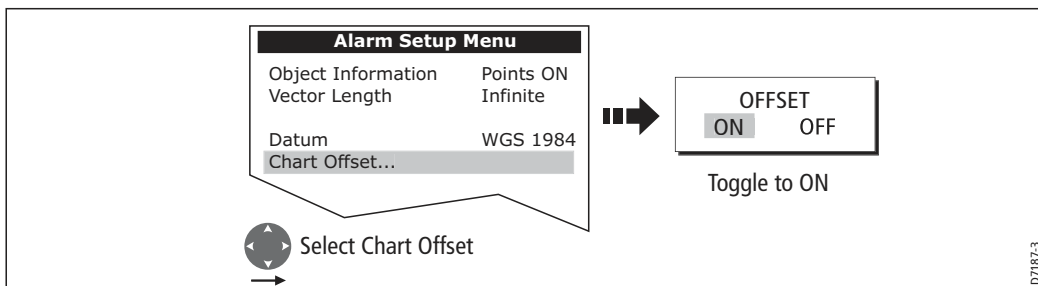 Alarm Setup Menu
Object Information Points ON
Vector Length Infinite
Datum WGS 1984
Chart Offset...
Select Chart Offset
OFFSET
ON OFF
Toggle to ON
D7187-3